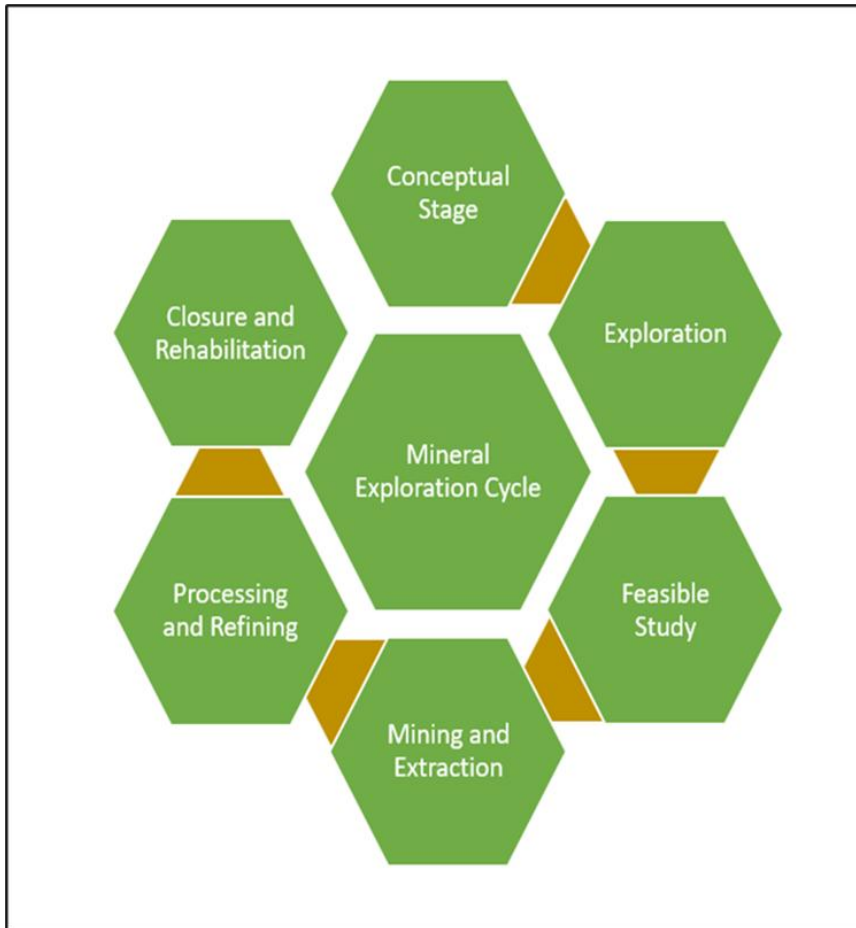 Conceptual
Stage
Exploration
Feasible
Study
Mining and
Extraction
Processing
and Refining
Closure and
Rehabilitation
Mineral
Exploration Cycle